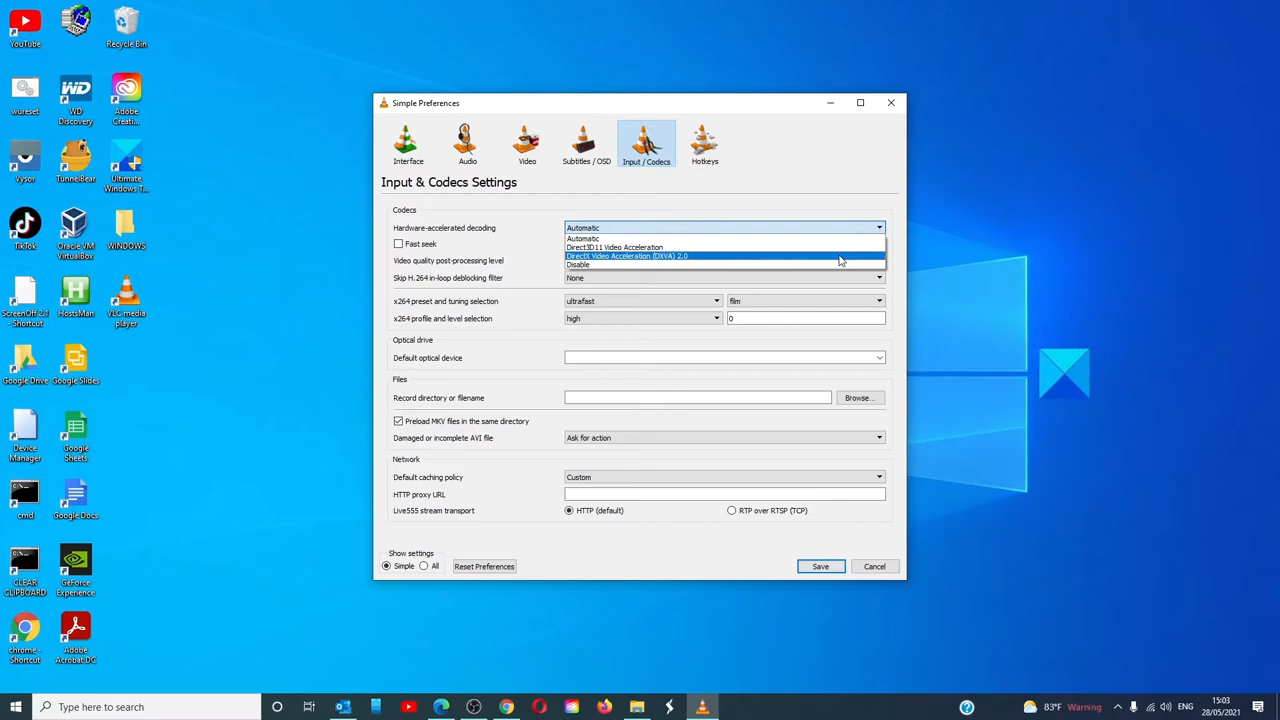 YouTube
Recycle Bin
wureset
WD
WD
Discovery
Adobe
Creati...
Vysor
TunnelBear
Ultimate
Windows T...
TikTok
Oracle VM
VirtualBox
WINDOWS
ScreenOff 2.1
- Shortcut
HostsMan
VLC media
player
Google Drive
Google Slides
Device
Manager
Google
Sheets
cmd
Google Docs
CLEAR
CLIPBOARD
GeForce
Experience
chrome -
Shortcut
Adobe
Acrobat DC
Simple Preferences
Interface
Audio
Video
Subtitles / OSD
Input / Codecs
Hotkeys
Input & Codecs Settings
Codecs
Hardware-accelerated decoding
Automatic
Automatic
Direct3D11 Video Acceleration
DirectX Video Acceleration (DXVA) 2.0
Disable
Fast seek
Video quality post-processing level
Skip H.264 in-loop deblocking filter
None
x264 preset and tuning selection
ultrafast
film
x264 profile and level selection
high
0
Optical drive
Default optical device
Files
Record directory or filename
Browse...
Preload MKV files in the same directory
Damaged or incomplete AVI file
Ask for action
Network
Default caching policy
Custom
HTTP proxy URL
Live555 stream transport
HTTP (default)
RTP over RTSP (TCP)
Show settings
Simple
All
Reset Preferences
Save
Cancel
Type here to search
83°F Warning
ENG
15:03
28/05/2021